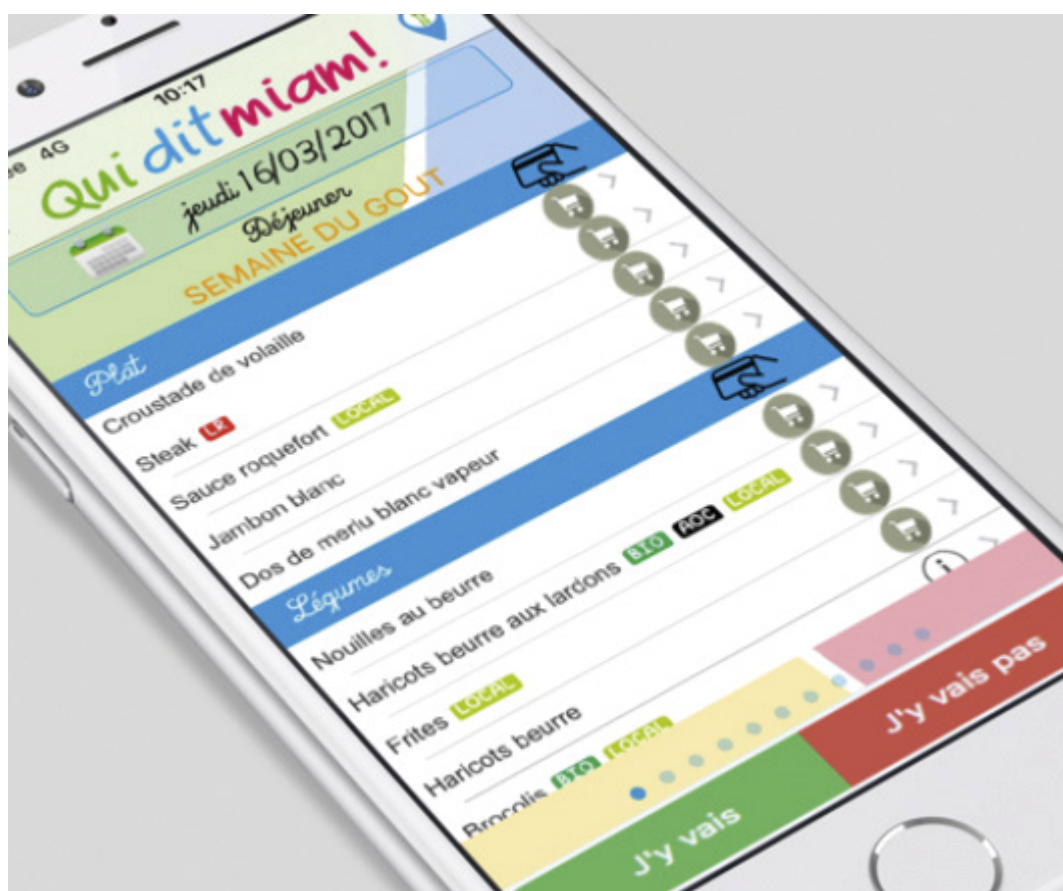 4G 10:17
Qui dit miam!
jeudi 16/03/2017
Déjeuner
SEMAINE DU GOUT
Plat
Croustade de volaille
Steak LR
Sauce roquefort LOCAL
Jambon blanc
Dos de merlu blanc vapeur
Légumes
Nouilles au beurre
Haricots beurre aux lardons BIO AOC LOCAL
Frites LOCAL
Haricots beurre
Brocolis BIO LOCAL
J'y vais
J'y vais pas